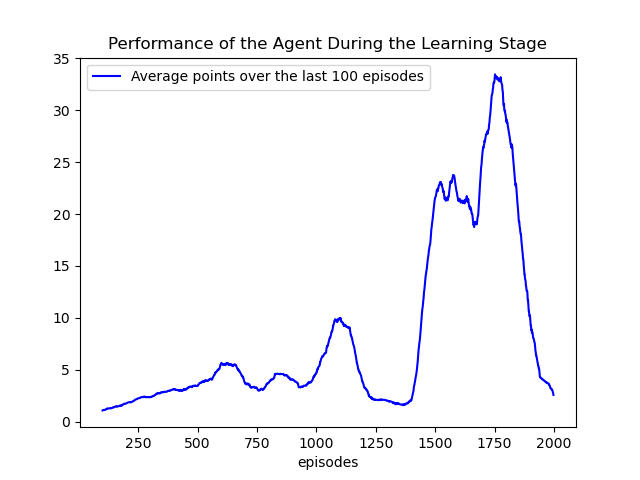 Performance of the Agent During the Learning Stage
Average points over the last 100 episodes
35
30
25
20
15
10
5
0
250 500 750 1000 1250 1500 1750 2000
episodes